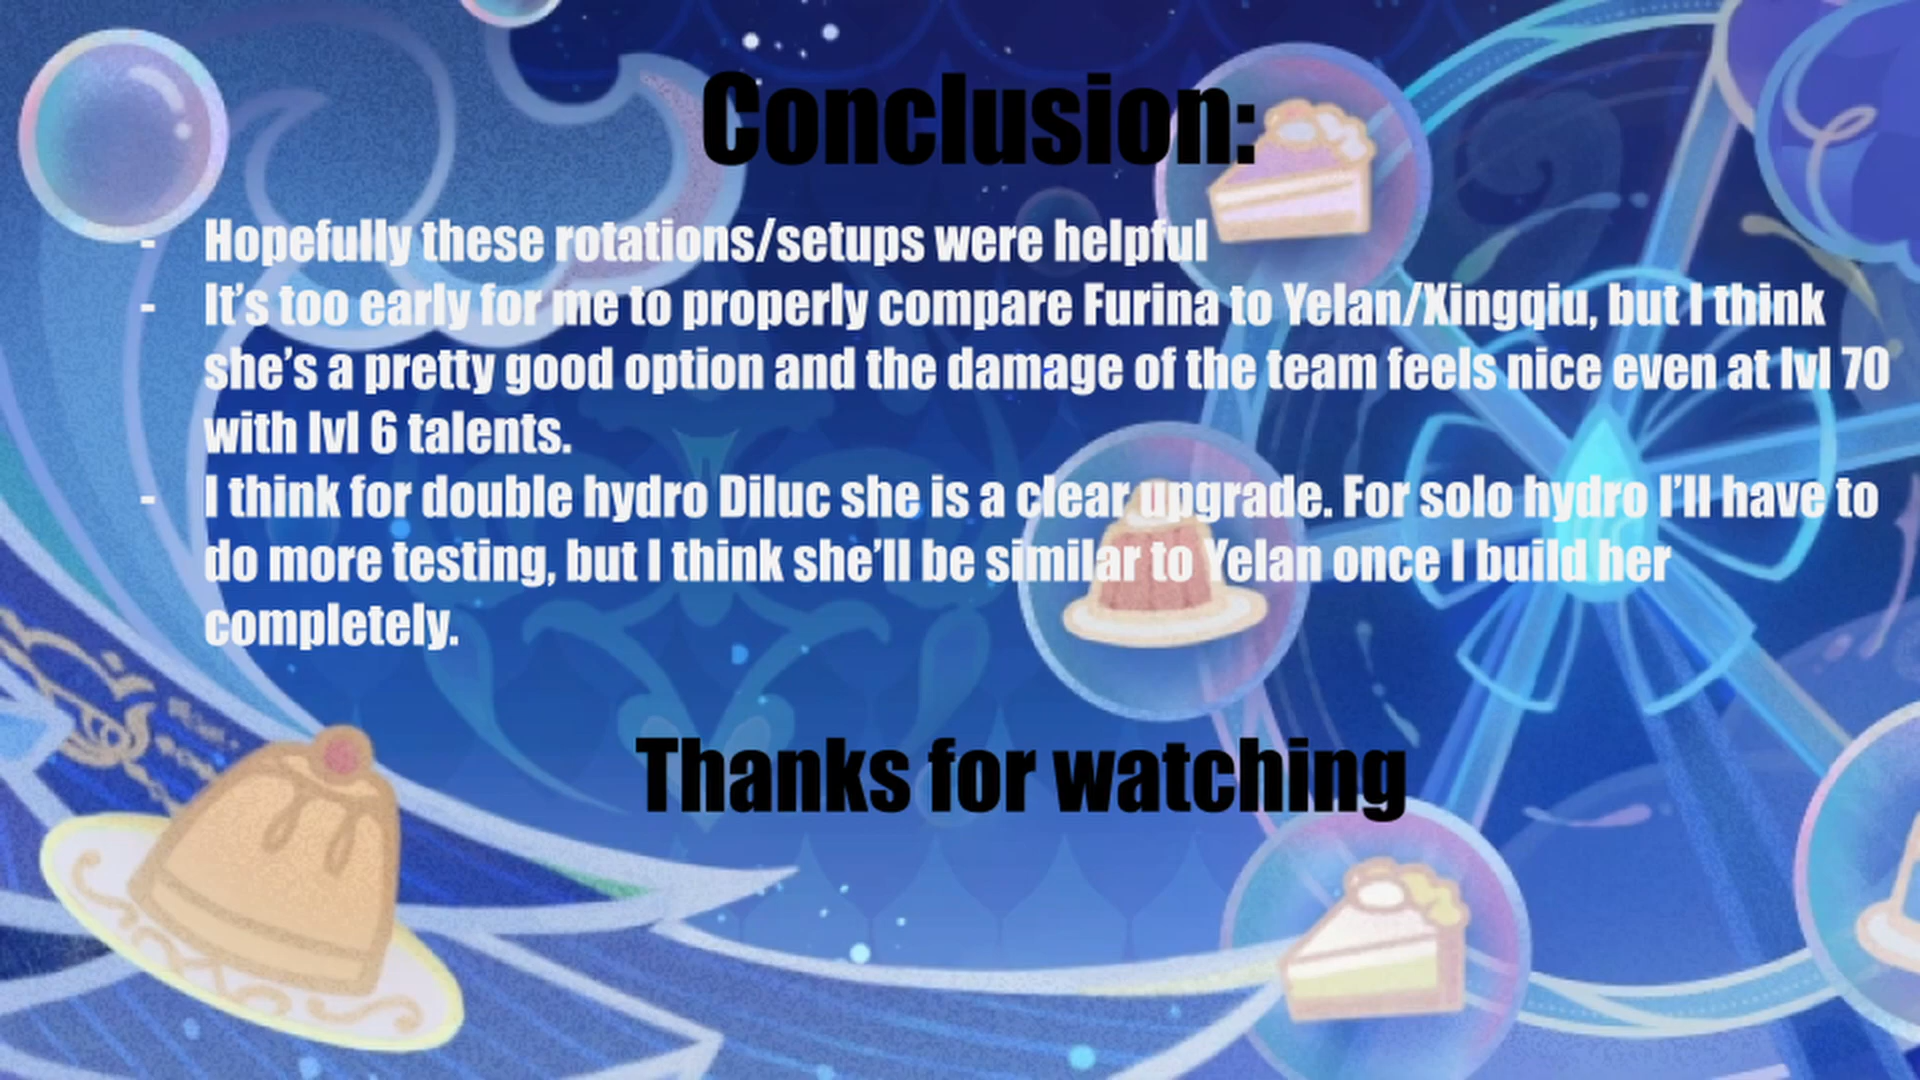 Conclusion:
- Hopefully these rotations/setups were helpful
- It’s too early for me to properly compare Furina to Yelan/Xingqiu, but I think
she’s a pretty good option and the damage of the team feels nice even at lvl 70
with lvl 6 talents.
- I think for double hydro Diluc she is a clear upgrade. For solo hydro I’ll have to
do more testing, but I think she’ll be similar to Yelan once I build her
completely.
Thanks for watching